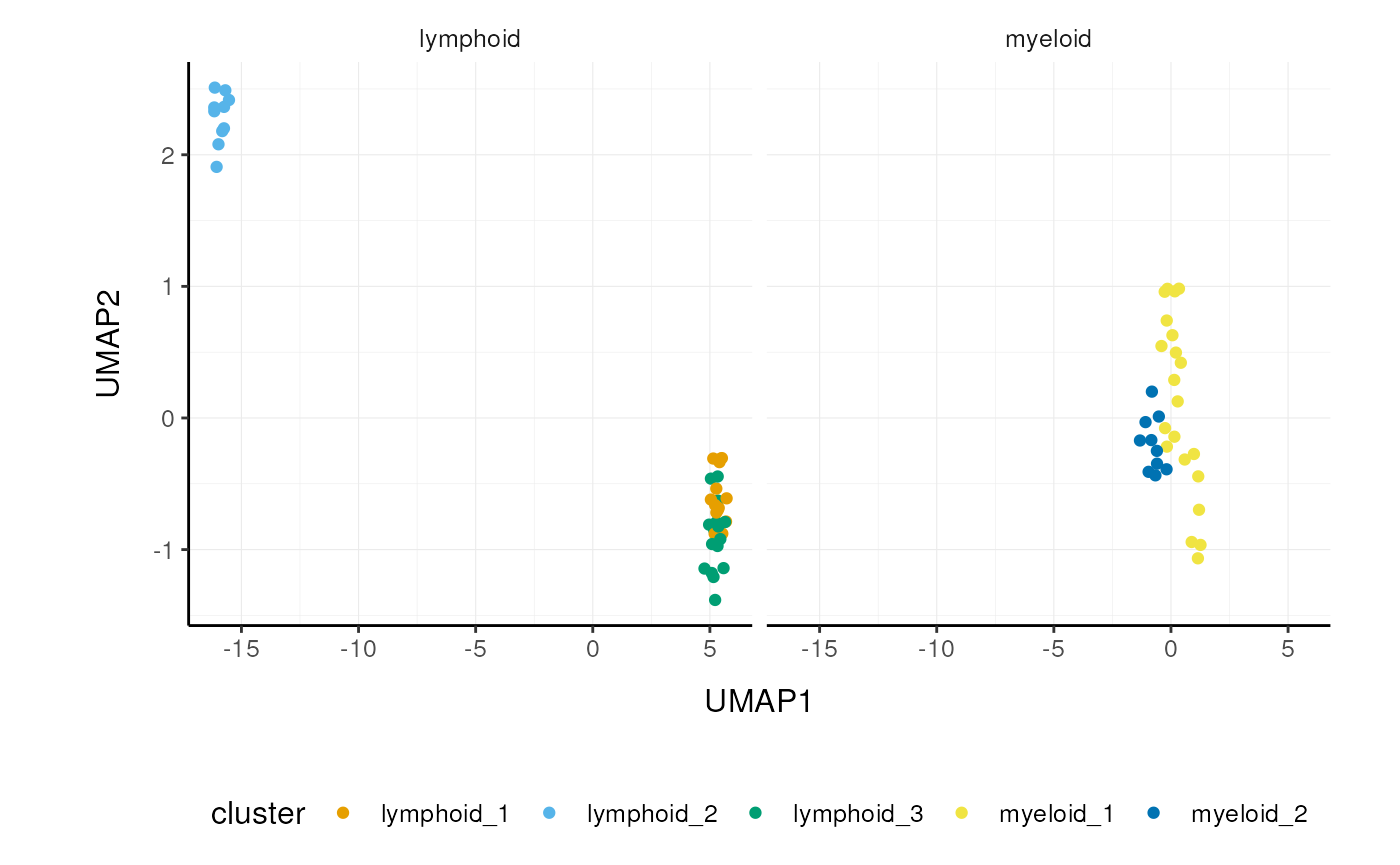 lymphoid myeloid
2
1
0
-1
UMAP2
-15 -10 -5 0 5 -15 -10 -5 0 5
UMAP1
cluster lymphoid_1 lymphoid_2 lymphoid_3 myeloid_1 myeloid_2